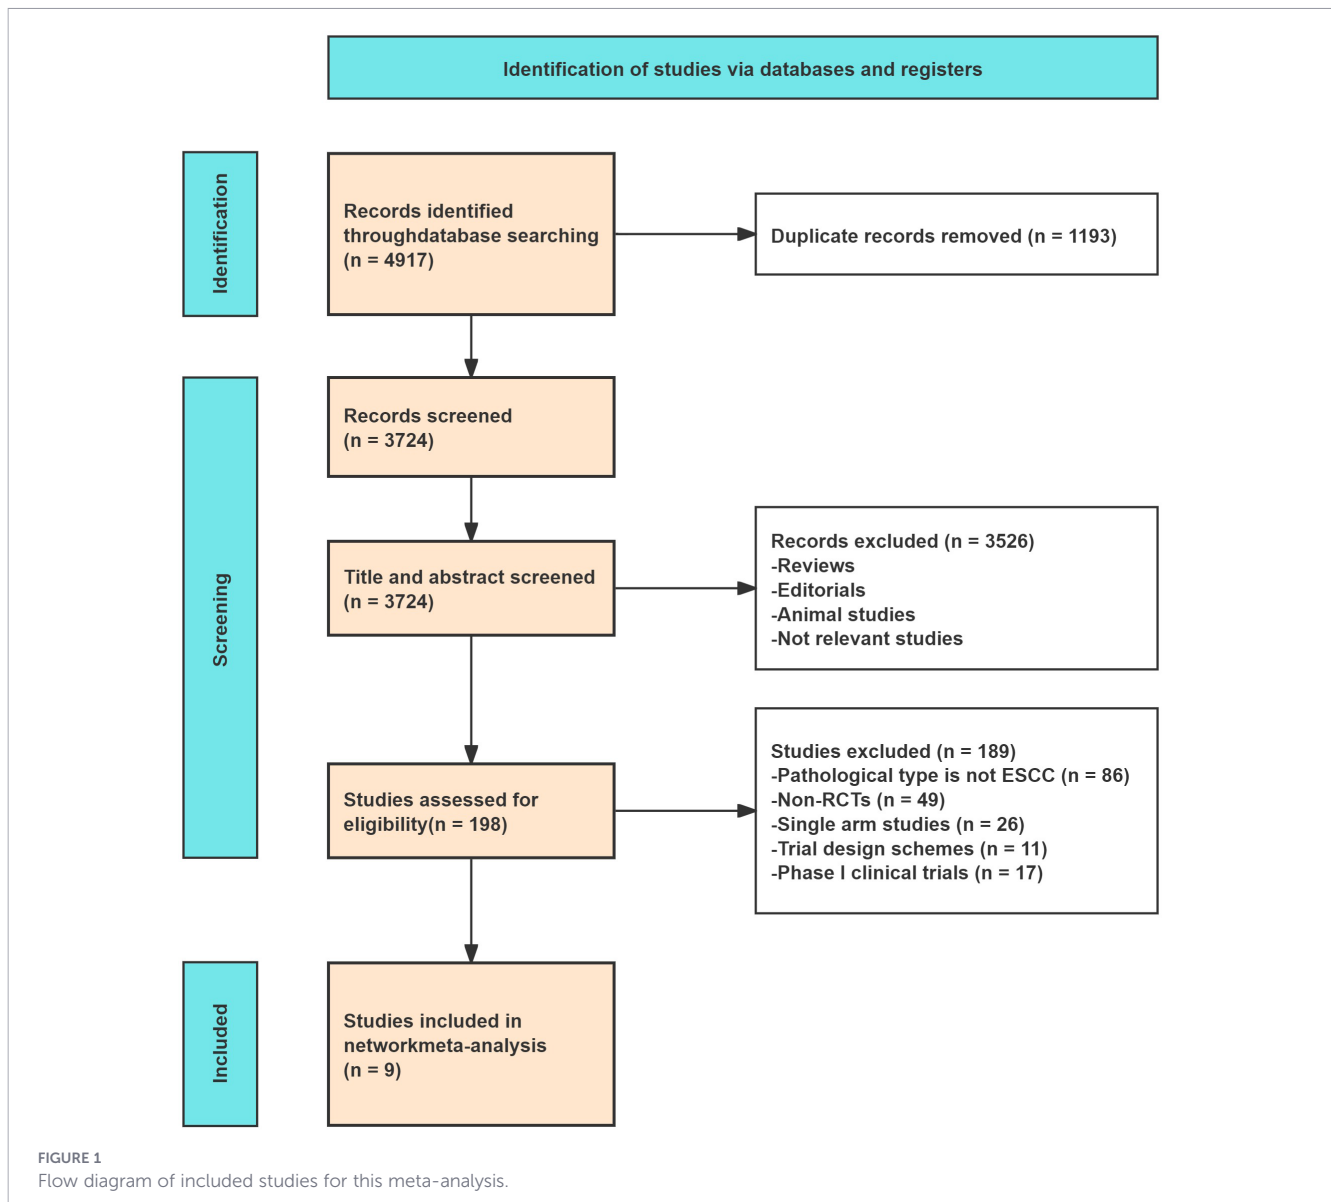 Identification of studies via databases and registers
Identification
Records identified
throughdatabase searching
(n = 4917)
Duplicate records removed (n = 1193)
Screening
Records screened
(n = 3724)
Title and abstract screened
(n = 3724)
Records excluded (n = 3526)
-Reviews
-Editorials
-Animal studies
-Not relevant studies
Studies assessed for
eligibility(n = 198)
Studies excluded (n = 189)
-Pathological type is not ESCC (n = 86)
-Non-RCTs (n = 49)
-Single arm studies (n = 26)
-Trial design schemes (n = 11)
-Phase I clinical trials (n = 17)
Included
Studies included in
networkmeta-analysis
(n = 9)
FIGURE 1
Flow diagram of included studies for this meta-analysis.